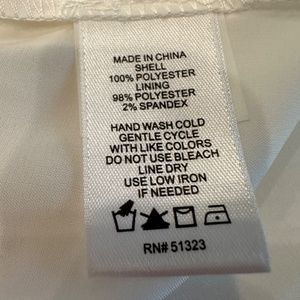 MADE IN CHINA
SHELL
100% POLYESTER
LINING
98% POLYESTER
2% SPANDEX
HAND WASH COLD
GENTLE CYCLE
WITH LIKE COLORS
DO NOT USE BLEACH
LINE DRY
USE LOW IRON
IF NEEDED
RN# 51323